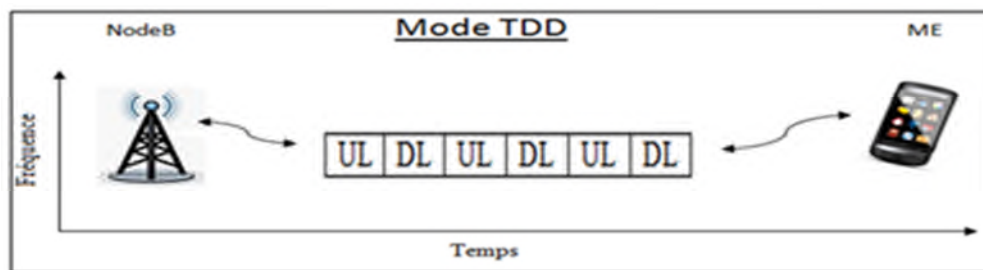 NodeB Mode TDD ME
Fréquence
UL DL UL DL UL DL
Temps